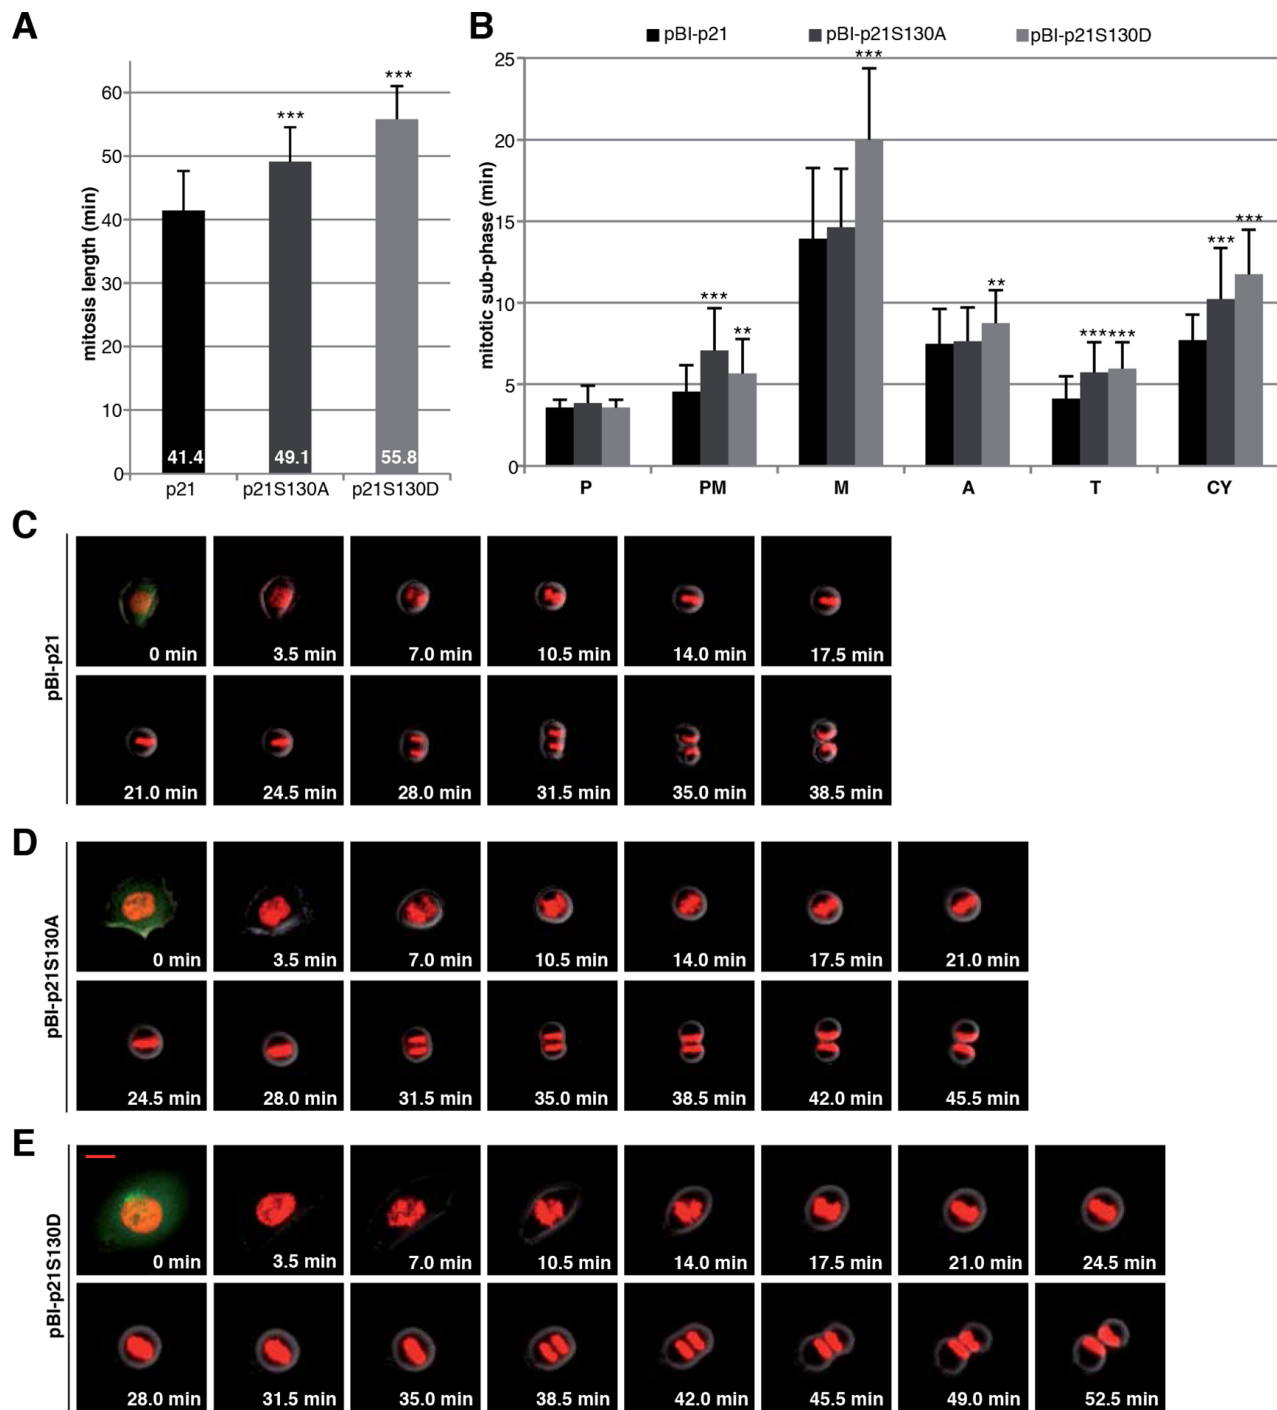 A
mitosis length (min)
60
50
40
30
20
10
0
***
***
41.4
49.1
55.8
p21
p21S130A
p21S130D
B
pBI-p21
pBI-p21S130A
pBI-p21S130D
mitotic sub-phase (min)
25
20
15
10
5
0
***
**
***
**
***
***
***
***
P
PM
M
A
T
CY
C
pBI-p21
0 min
3.5 min
7.0 min
10.5 min
14.0 min
17.5 min
21.0 min
24.5 min
28.0 min
31.5 min
35.0 min
38.5 min
D
pBI-p21S130A
0 min
3.5 min
7.0 min
10.5 min
14.0 min
17.5 min
21.0 min
24.5 min
28.0 min
31.5 min
35.0 min
38.5 min
42.0 min
45.5 min
E
pBI-p21S130D
0 min
3.5 min
7.0 min
10.5 min
14.0 min
17.5 min
21.0 min
24.5 min
28.0 min
31.5 min
35.0 min
38.5 min
42.0 min
45.5 min
49.0 min
52.5 min